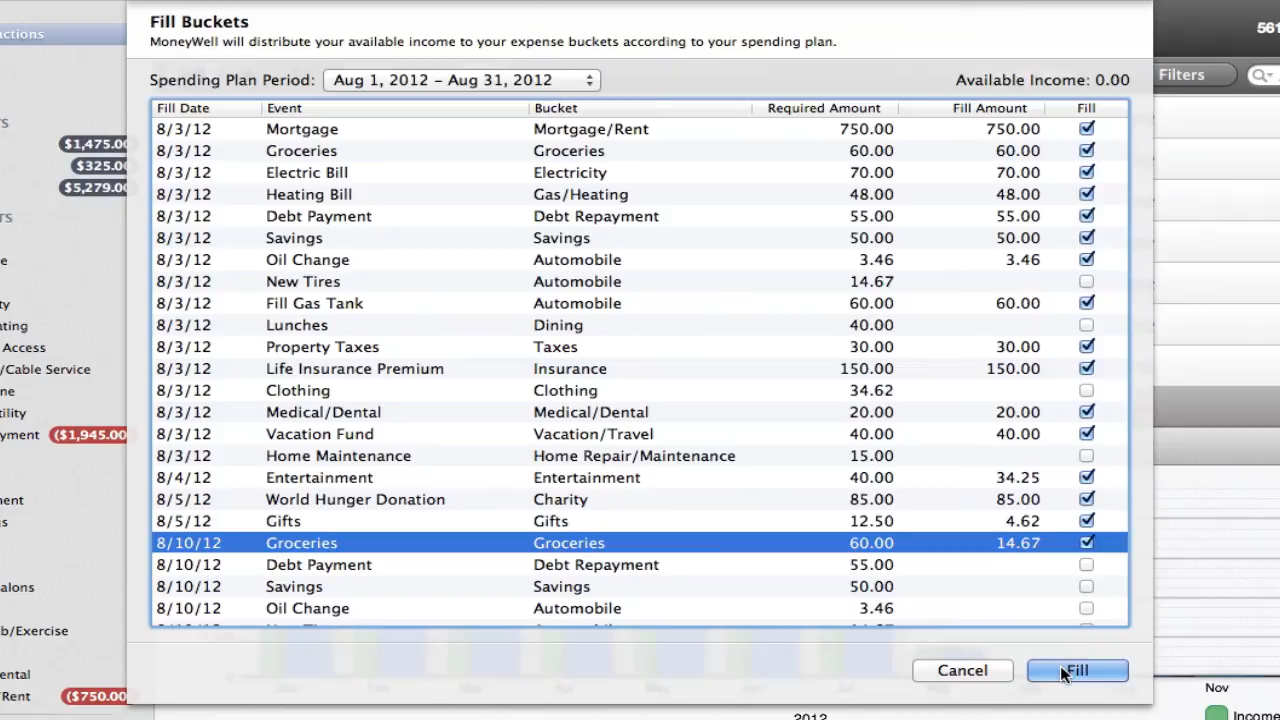 Fill Buckets
MoneyWell will distribute your available income to your expense buckets according to your spending plan.
Spending Plan Period: Aug 1, 2012 – Aug 31, 2012 Available Income: 0.00
Fill Date Event Bucket Required Amount Fill Amount Fill
8/3/12 Mortgage Mortgage/Rent 750.00 750.00
8/3/12 Groceries Groceries 60.00 60.00
8/3/12 Electric Bill Electricity 70.00 70.00
8/3/12 Heating Bill Gas/Heating 48.00 48.00
8/3/12 Debt Payment Debt Repayment 55.00 55.00
8/3/12 Savings Savings 50.00 50.00
8/3/12 Oil Change Automobile 3.46 3.46
8/3/12 New Tires Automobile 14.67
8/3/12 Fill Gas Tank Automobile 60.00 60.00
8/3/12 Lunches Dining 40.00
8/3/12 Property Taxes Taxes 30.00 30.00
8/3/12 Life Insurance Premium Insurance 150.00 150.00
8/3/12 Clothing Clothing 34.62
8/3/12 Medical/Dental Medical/Dental 20.00 20.00
8/3/12 Vacation Fund Vacation/Travel 40.00 40.00
8/3/12 Home Maintenance Home Repair/Maintenance 15.00
8/4/12 Entertainment Entertainment 40.00 34.25
8/5/12 World Hunger Donation Charity 85.00 85.00
8/5/12 Gifts Gifts 12.50 4.62
8/10/12 Groceries Groceries 60.00 14.67
8/10/12 Debt Payment Debt Repayment 55.00
8/10/12 Savings Savings 50.00
8/10/12 Oil Change Automobile 3.46
Cancel Fill
ctions
$1,475.00
$325.00
$5,279.00
ating
Access
/Cable Service
ne
tility
yment ($1,945.00
ment
gs
alons
b/Exercise
ental
/Rent ($750.00
561
Filters
Nov
2012
Income